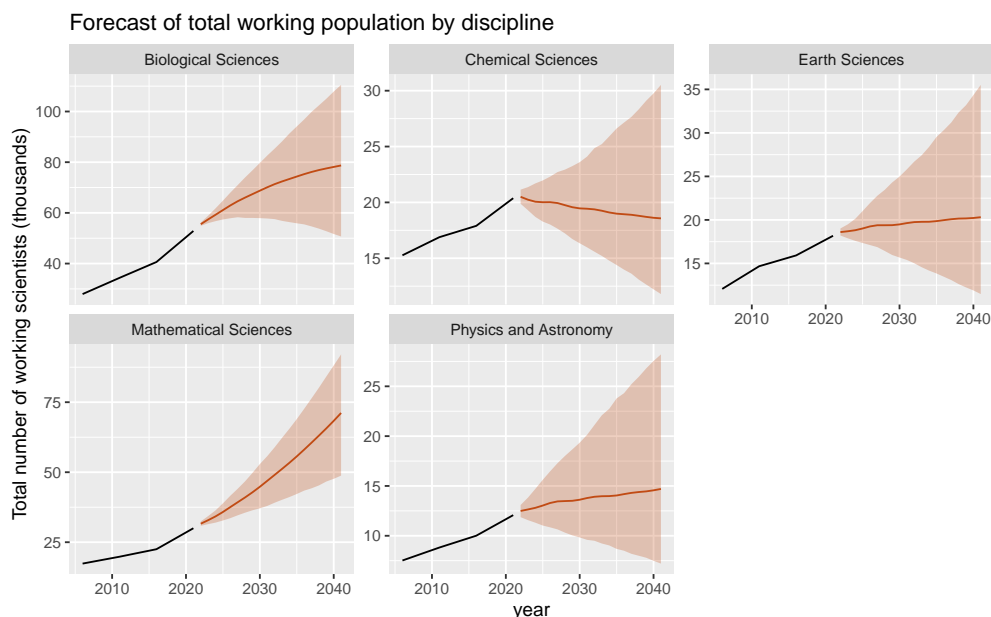 Forecast of total working population by discipline
Total number of working scientists (thousands)
Biological Sciences
100
80
60
40
Chemical Sciences
30
25
20
15
Earth Sciences
35
30
25
20
15
2010 2020 2030 2040
Mathematical Sciences
75
50
25
2010 2020 2030 2040
Physics and Astronomy
25
20
15
10
2010 2020 2030 2040
year